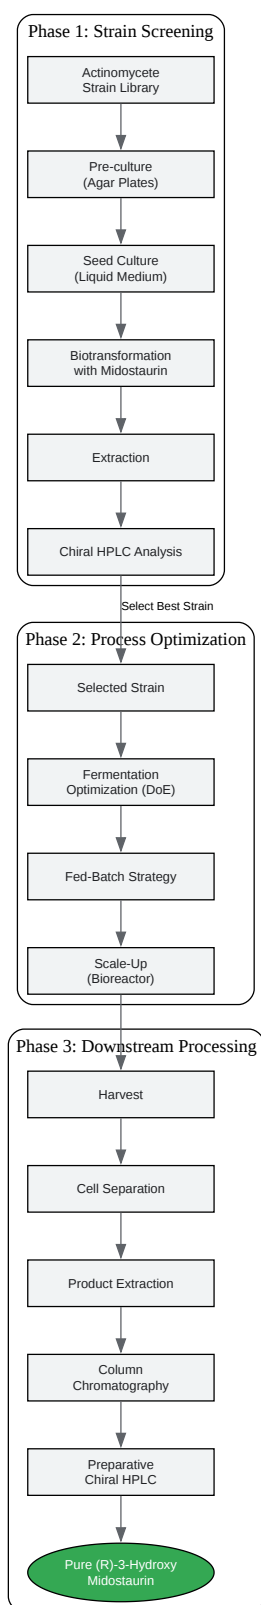 Phase 1: Strain Screening
Actinomycete
Strain Library
Pre-culture
(Agar Plates)
Seed Culture
(Liquid Medium)
Biotransformation
with Midostaurin
Extraction
Chiral HPLC Analysis
Select Best Strain
Phase 2: Process Optimization
Selected Strain
Fermentation
Optimization (DoE)
Fed-Batch Strategy
Scale-Up
(Bioreactor)
Phase 3: Downstream Processing
Harvest
Cell Separation
Product Extraction
Column
Chromatography
Preparative
Chiral HPLC
Pure (R)-3-Hydroxy
Midostaurin